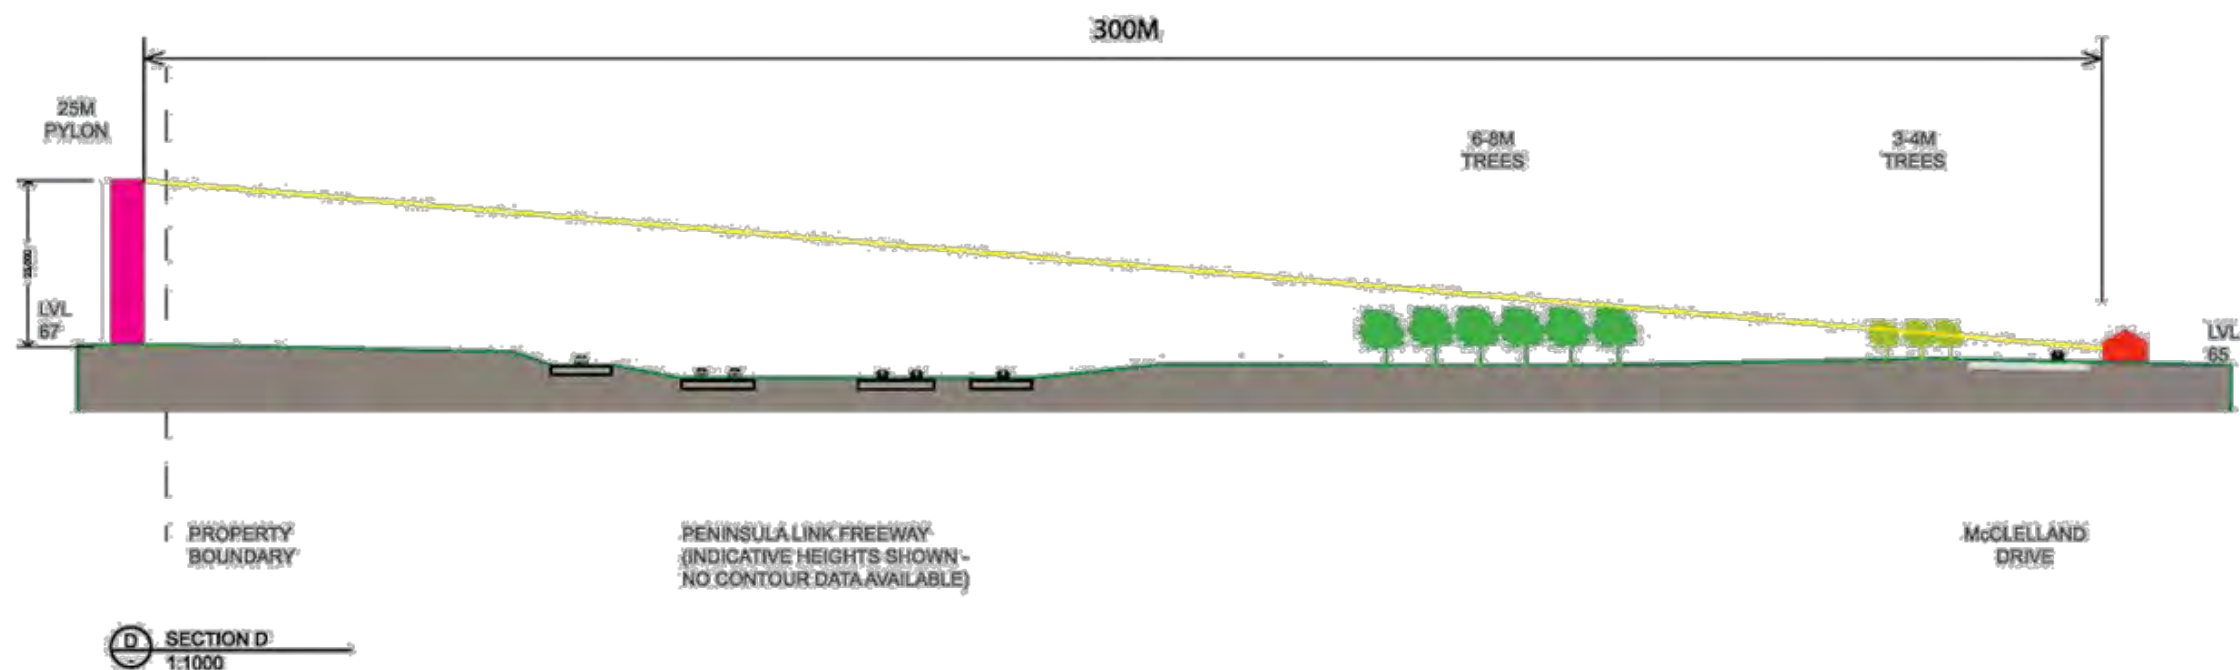 300M
25M
PYLON
6-8M
TREES
3-4M
TREES
LVL
67
LVL
65
PROPERTY
BOUNDARY
PENINSULA LINK FREEWAY
(INDICATIVE HEIGHTS SHOWN -
NO CONTOUR DATA AVAILABLE)
McCLELLAND
DRIVE
D
SECTION D
1:1000